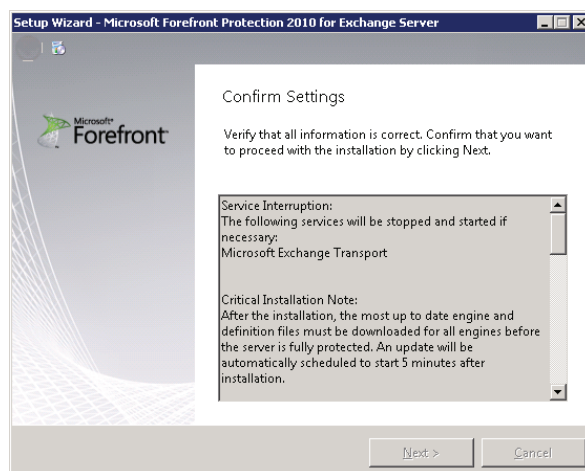 Setup Wizard - Microsoft Forefront Protection 2010 for Exchange Server
Microsoft®
Forefront
Confirm Settings
Verify that all information is correct. Confirm that you want
to proceed with the installation by clicking Next.
Service Interruption:
The following services will be stopped and started if
necessary:
Microsoft Exchange Transport
Critical Installation Note:
After the installation, the most up to date engine and
definition files must be downloaded for all engines before
the server is fully protected. An update will be
automatically scheduled to start 5 minutes after
installation.
Next >
Cancel